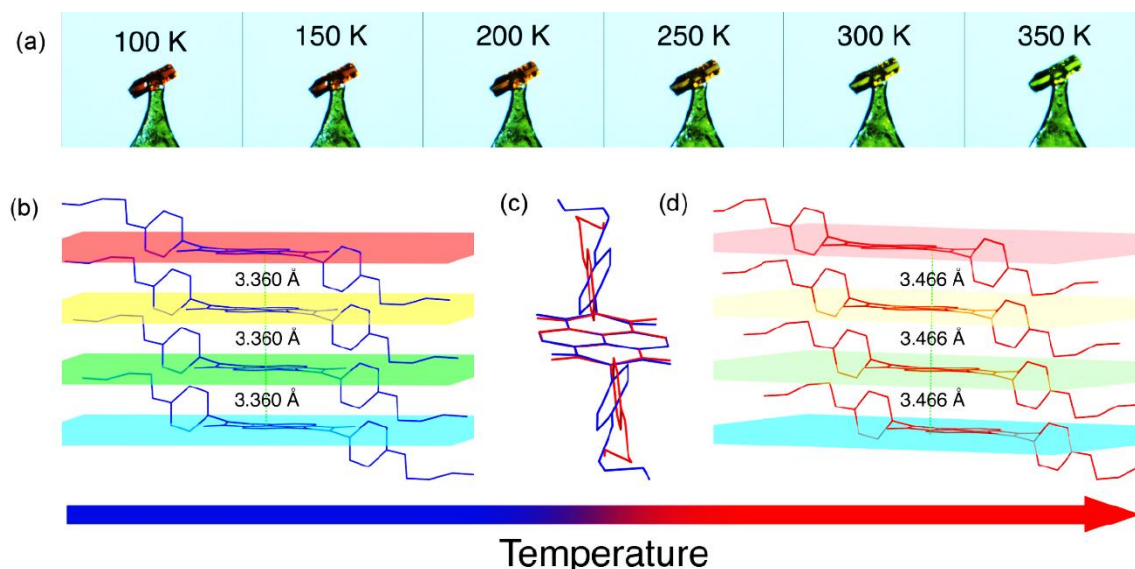 (a)
100 K
150 K
200 K
250 K
300 K
350 K
(b)
(c)
(d)
3.360 Å
3.360 Å
3.360 Å
3.466 Å
3.466 Å
3.466 Å
Temperature